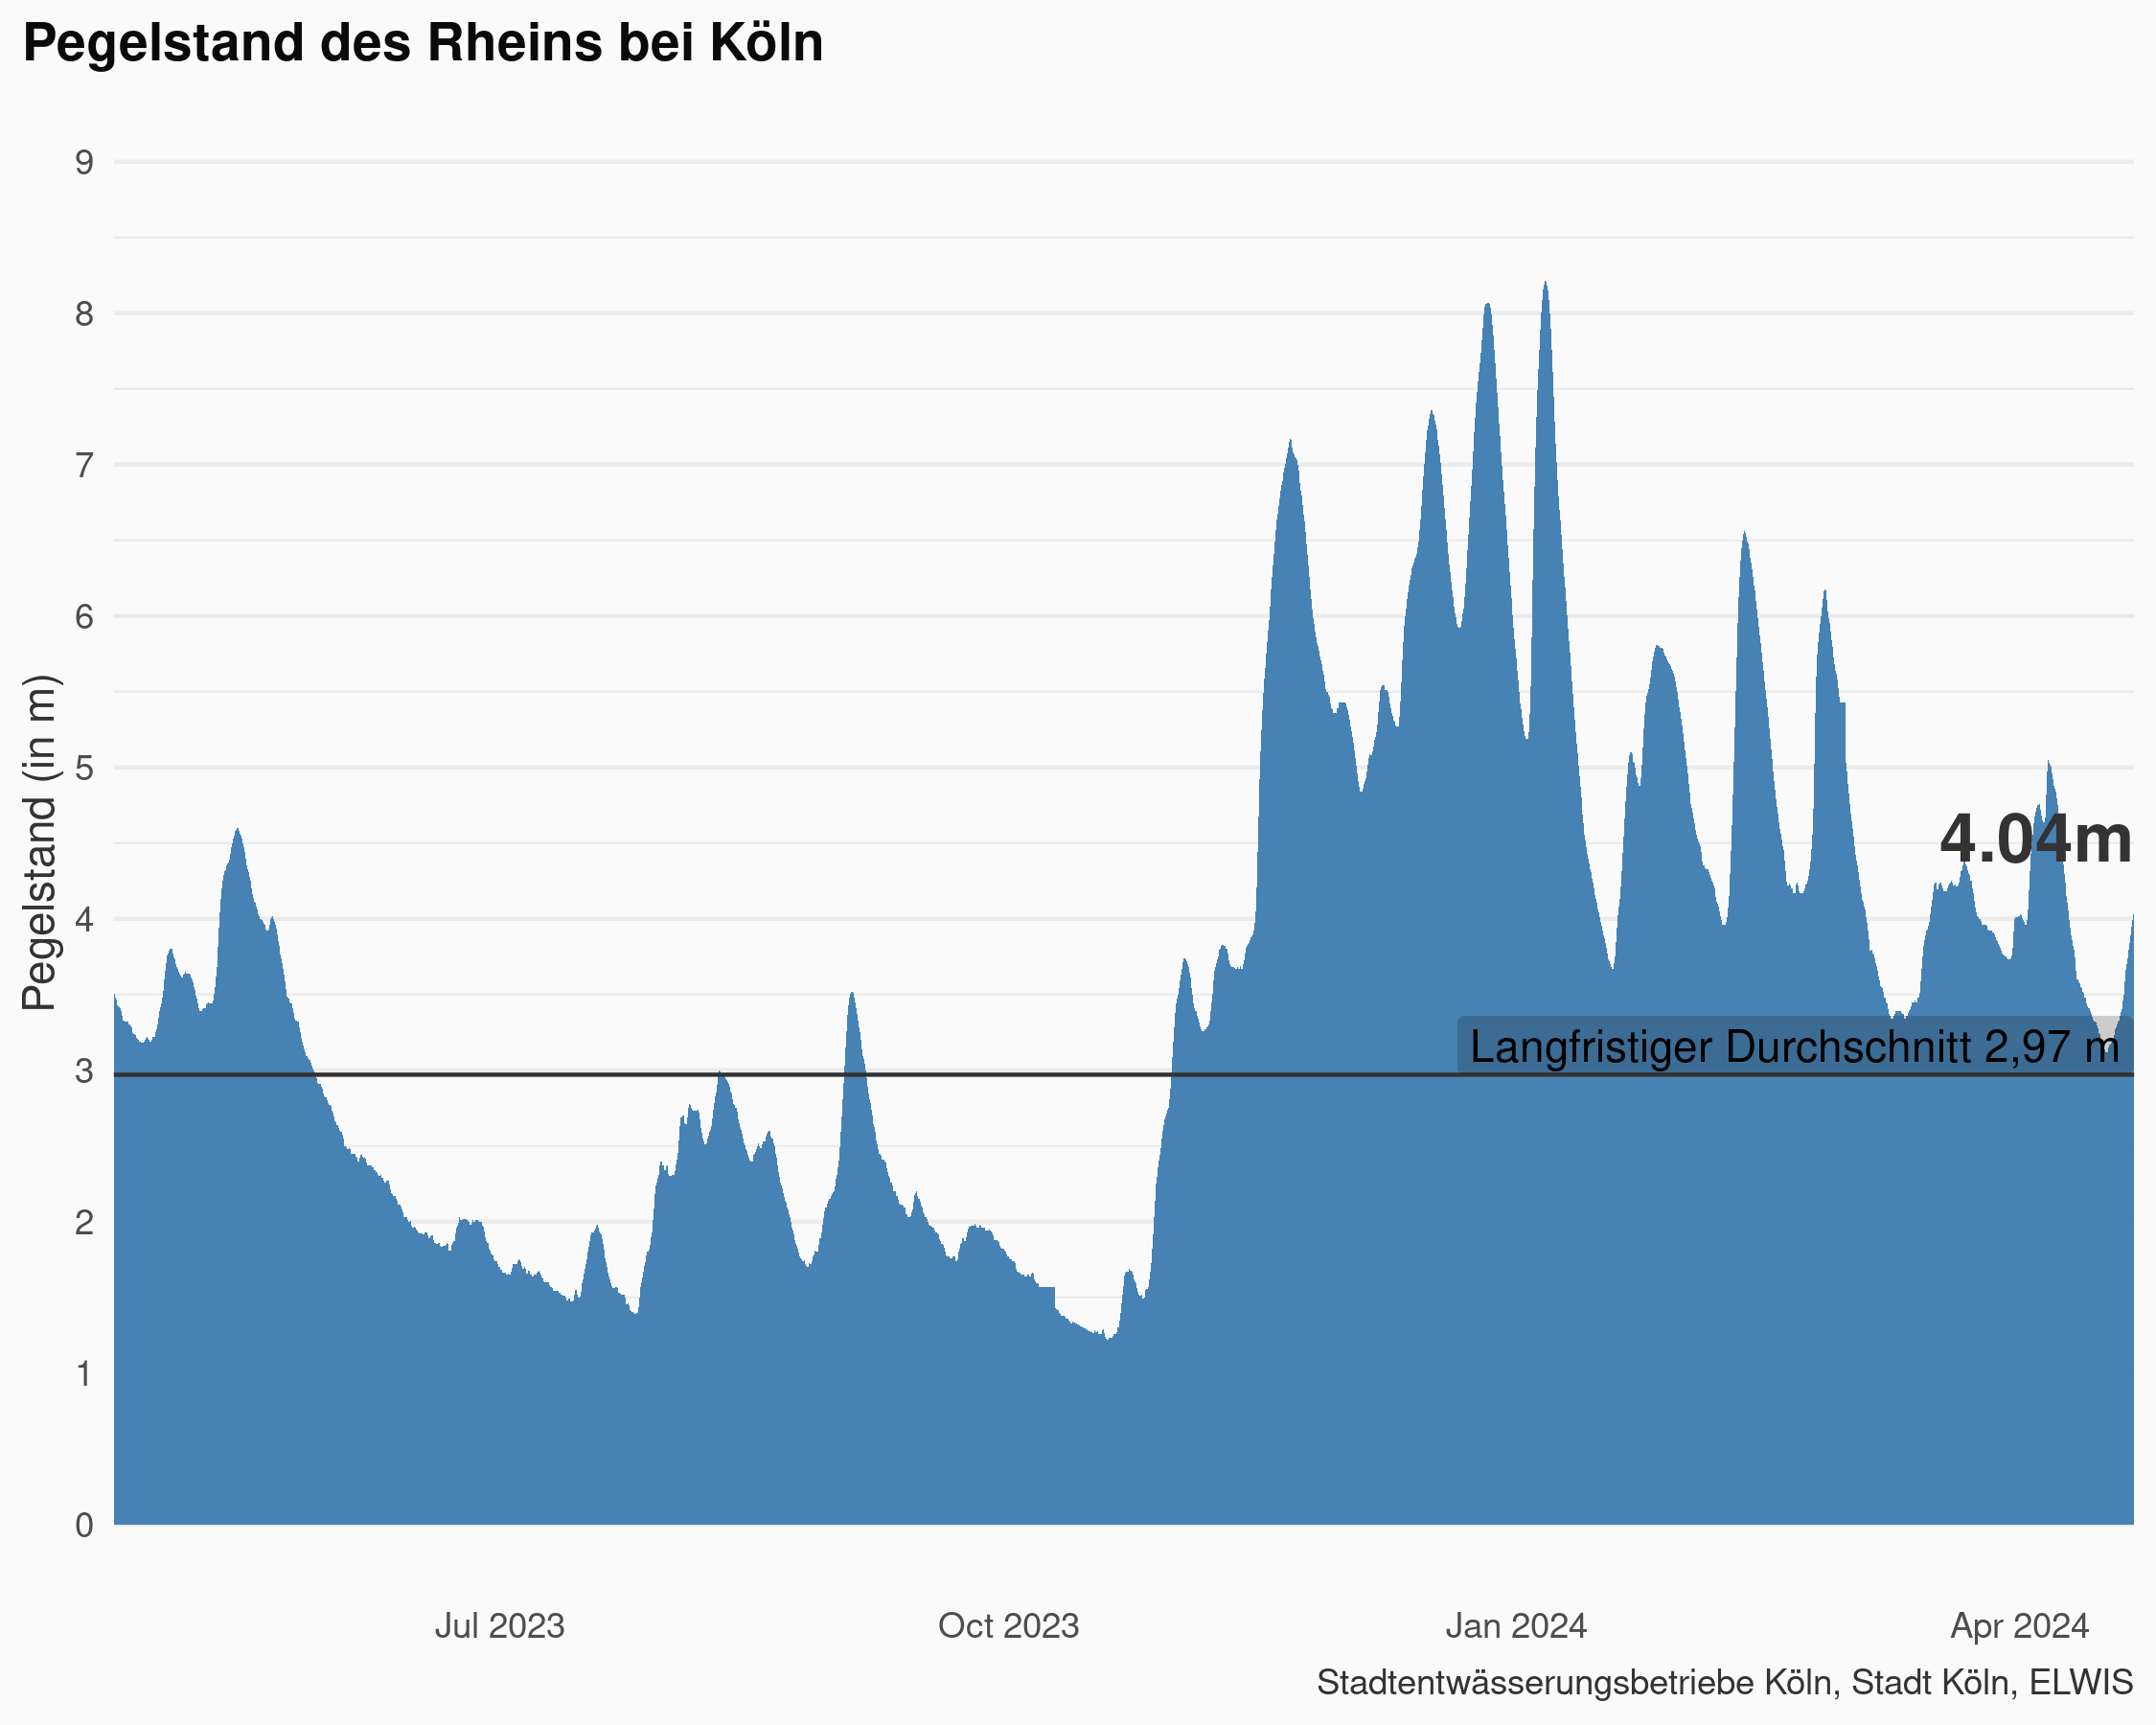 Pegelstand des Rheins bei Köln
Pegelstand (in m)
9
8
7
6
5
4
3
2
1
0
4.04m
Langfristiger Durchschnitt 2,97 m
Jul 2023
Oct 2023
Jan 2024
Apr 2024
Stadtentwässerungsbetriebe Köln, Stadt Köln, ELWIS